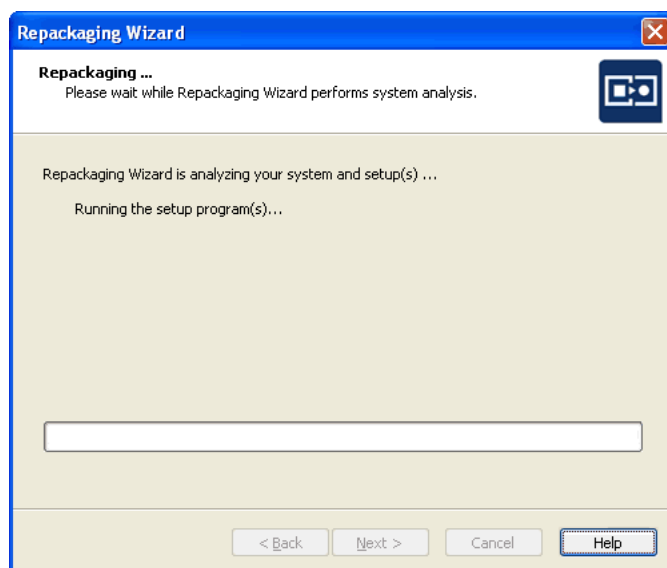 Repackaging Wizard
Repackaging ...
Please wait while Repackaging Wizard performs system analysis.
Repackaging Wizard is analyzing your system and setup(s) ...
Running the setup program(s)...
< Back Next > Cancel Help